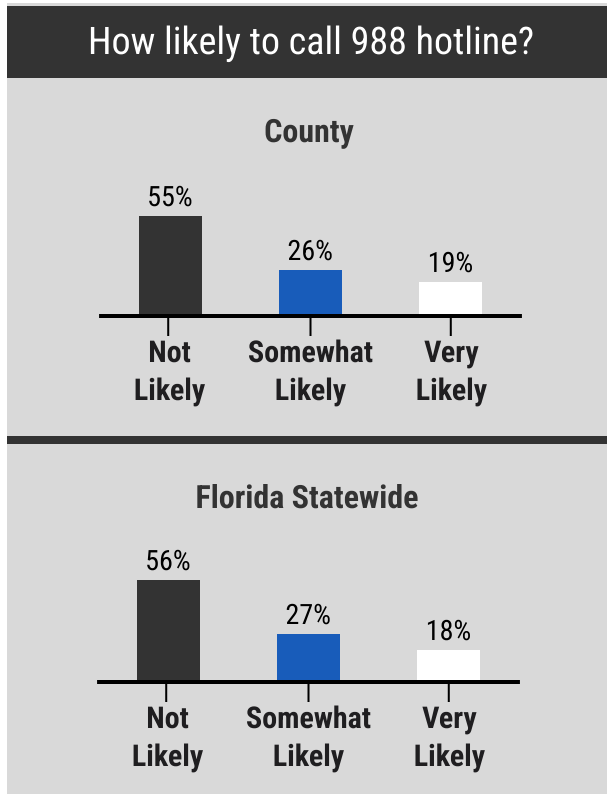 How likely to call 988 hotline?
County
55%
26%
19%
Not Likely
Somewhat Likely
Very Likely
Florida Statewide
56%
27%
18%
Not Likely
Somewhat Likely
Very Likely